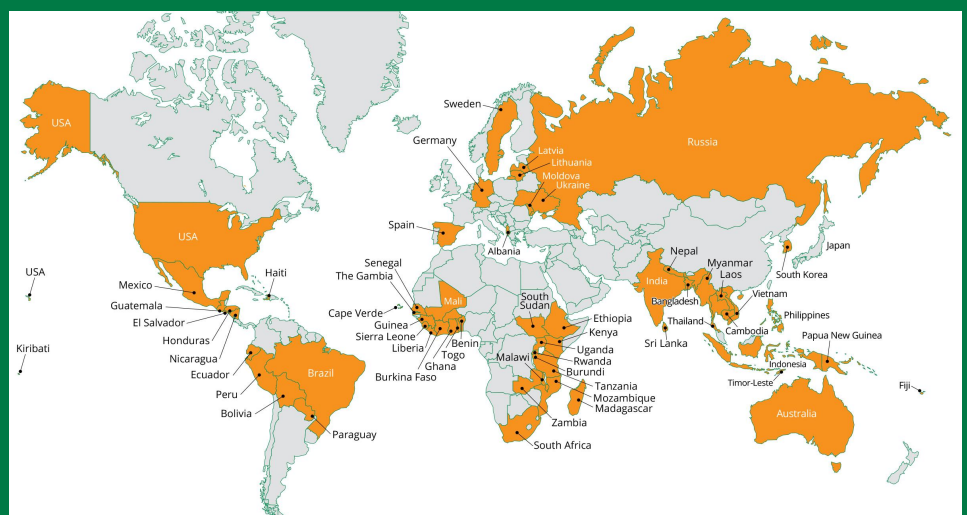 USA
USA
USA
Kiribati
Mexico
Guatemala
El Salvador
Honduras
Nicaragua
Haiti
Ecuador
Peru
Bolivia
Brazil
Paraguay
Sweden
Germany
Latvia
Lithuania
Moldova
Ukraine
Spain
Albania
Russia
Senegal
The Gambia
Cape Verde
Guinea
Sierra Leone
Liberia
Burkina Faso
Ghana
Togo
Benin
Mali
South
Sudan
Ethiopia
Kenya
Uganda
Rwanda
Burundi
Tanzania
Mozambique
Madagascar
Malawi
Zambia
South Africa
Nepal
India
Bangladesh
Myanmar
Laos
Thailand
Sri Lanka
Vietnam
Cambodia
South Korea
Japan
Philippines
Papua New Guinea
Indonesia
Timor-Leste
Fiji
Australia